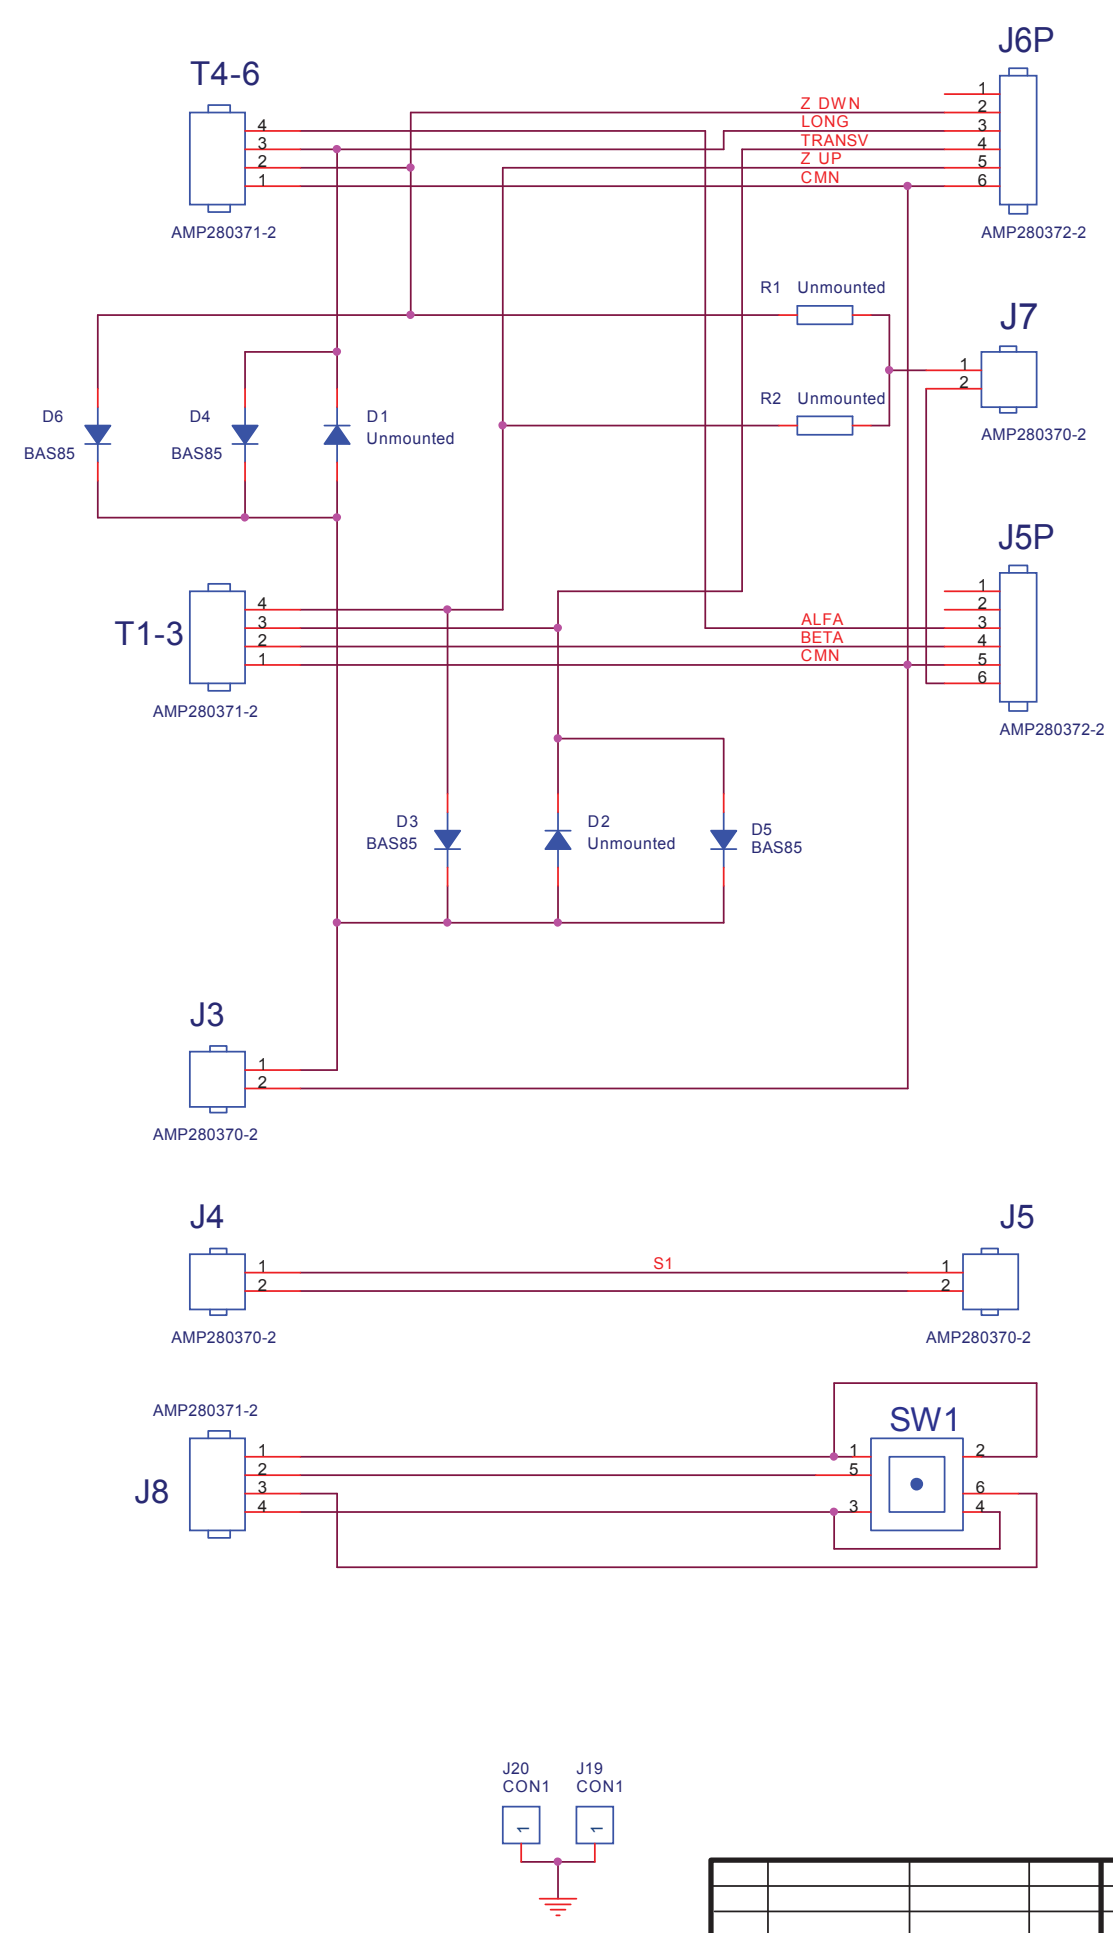 J6P
T4-6
1
Z DWN
2
LONG
4
3
TRANSV
3
4
Z UP
2
5
CMN
1
6
AMP280371-2
AMP280372-2
R1 Unmounted
J7
1
2
R2 Unmounted
D6
D4
D1
Unmounted
BAS85
BAS85
AMP280370-2
J5P
1
4
2
T1-3
3
ALFA
3
2
BETA
4
1
CMN
5
6
AMP280371-2
AMP280372-2
D3
BAS85
D2
Unmounted
D5
BAS85
J3
1
2
AMP280370-2
J4
J5
1
S1
1
2
2
AMP280370-2
AMP280370-2
AMP280371-2
SW1
J8
1
1
2
2
5
3
6
4
3
4
J20
CON1
J19
CON1
1
1